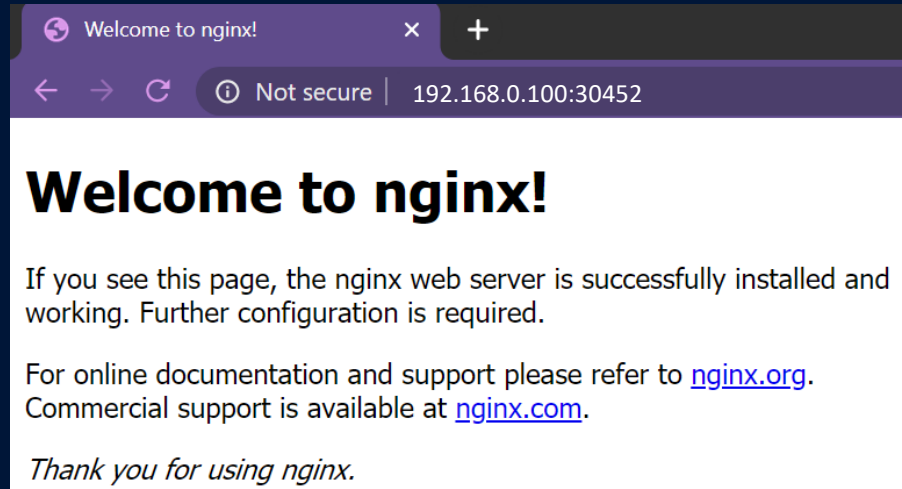 Welcome to nginx!
Not secure 192.168.0.100:30452
Welcome to nginx!
If you see this page, the nginx web server is successfully installed and
working. Further configuration is required.
For online documentation and support please refer to nginx.org.
Commercial support is available at nginx.com.
Thank you for using nginx.